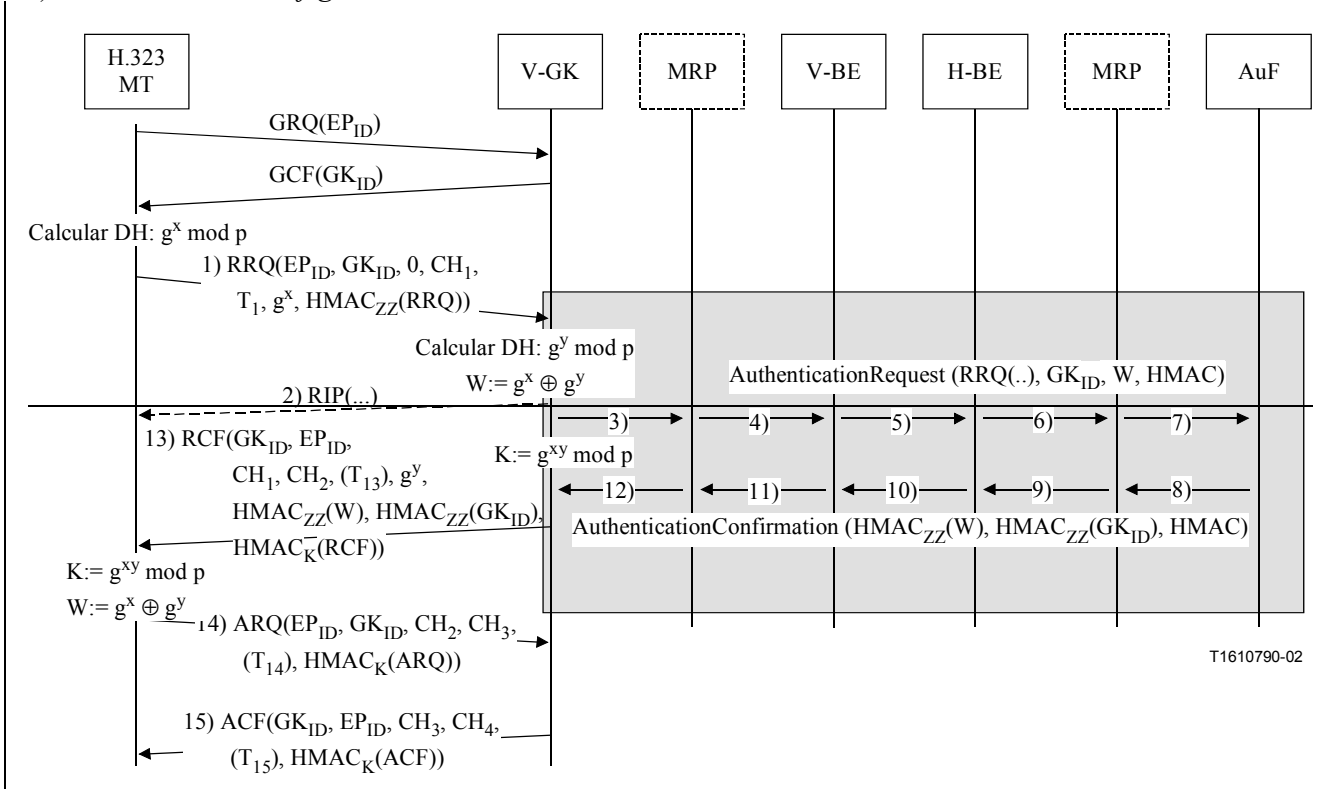 H.323
MT
V-GK
MRP
V-BE
H-BE
MRP
AuF
GRQ(EP_ID)
GCF(GK_ID)
Calcular DH: g^x mod p
1) RRQ(EP_ID, GK_ID, 0, CH_1,
T_1, g^x, HMAC_ZZ(RRQ))
Calcular DH: g^y mod p
W:= g^x ⊕ g^y
AuthenticationRequest (RRQ(..), GK_ID, W, HMAC)
2) RIP(...)
3)
4)
5)
6)
7)
13) RCF(GK_ID, EP_ID,
CH_1, CH_2, (T_13), g^y,
HMAC_ZZ(W), HMAC_ZZ(GK_ID),
HMAC_K(RCF))
K:= g^xy mod p
12)
11)
10)
9)
8)
AuthenticationConfirmation (HMAC_ZZ(W), HMAC_ZZ(GK_ID), HMAC)
K:= g^xy mod p
W:= g^x ⊕ g^y
14) ARQ(EP_ID, GK_ID, CH_2, CH_3,
(T_14), HMAC_K(ARQ))
T1610790-02
15) ACF(GK_ID, EP_ID, CH_3, CH_4,
(T_15), HMAC_K(ACF))